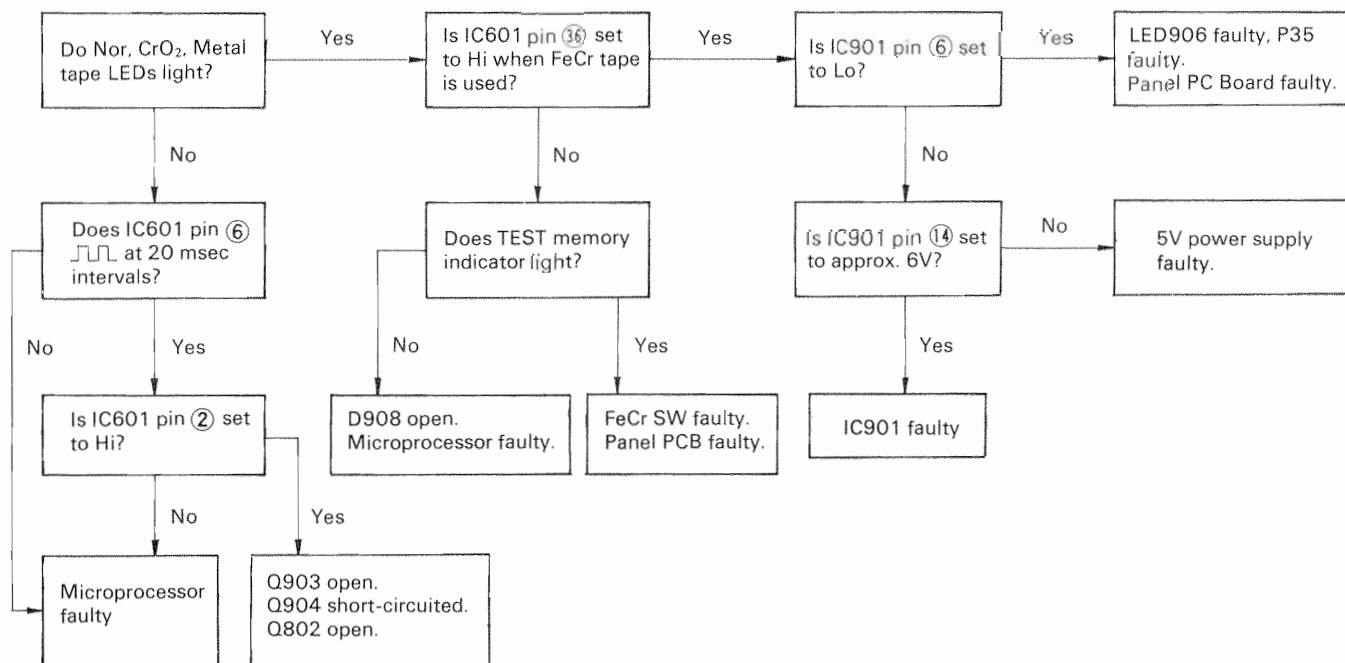 Do Nor, CrO₂, Metal
tape LEDs light?
Yes
Is IC601 pin ㊱ set
to Hi when FeCr tape
is used?
Yes
Is IC901 pin ⑥ set
to Lo?
Yes
LED906 faulty, P35
faulty.
Panel PC Board faulty.
No
No
No
Does IC601 pin ⑥
at 20 msec
intervals?
Does TEST memory
indicator light?
Is IC901 pin ⑭ set
to approx. 6V?
No
5V power supply
faulty.
No
Yes
No
Yes
Yes
Is IC601 pin ② set
to Hi?
D908 open.
Microprocessor faulty.
FeCr SW faulty.
Panel PCB faulty.
IC901 faulty
No
Yes
Microprocessor
faulty
Q903 open.
Q904 short-circuited.
Q802 open.